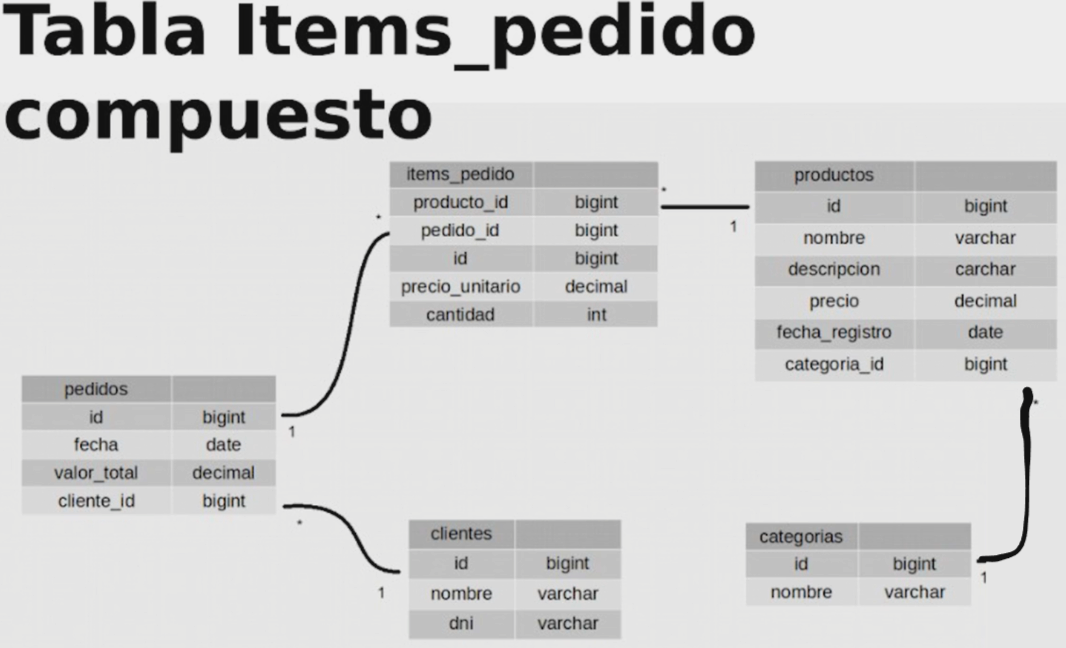 Tabla Items_pedido
compuesto
items_pedido
producto_id bigint
pedido_id bigint
id bigint
precio_unitario decimal
cantidad int
*
1
*
1
productos
id bigint
nombre varchar
descripcion carchar
precio decimal
fecha_registro date
categoria_id bigint
*
1
pedidos
id bigint
fecha date
valor_total decimal
cliente_id bigint
*
1
clientes
id bigint
nombre varchar
dni varchar
categorias
id bigint
nombre varchar